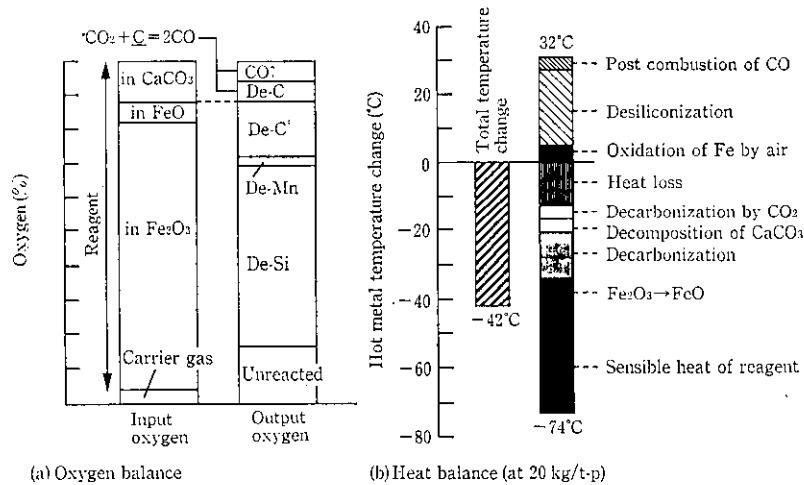 *CO₂+C=2CO
Oxygen(%)
Reagent
in CaCO₃
in FeO
in Fe₂O₃
Carrier gas
CO*
De-C
De-C*
De-Mn
De-Si
Unreacted
Input
oxygen
Output
oxygen
(a) Oxygen balance
Hot metal temperature change (℃)
40
20
0
−20
−40
−60
−80
Total temperature
change
−42℃
32℃
−74℃
Post combustion of CO
Desiliconization
Oxidation of Fe by air
Heat loss
Decarbonization by CO₂
Decomposition of CaCO₃
Decarbonization
Fe₂O₃→FeO
Sensible heat of reagent
(b) Heat balance (at 20 kg/t-p)